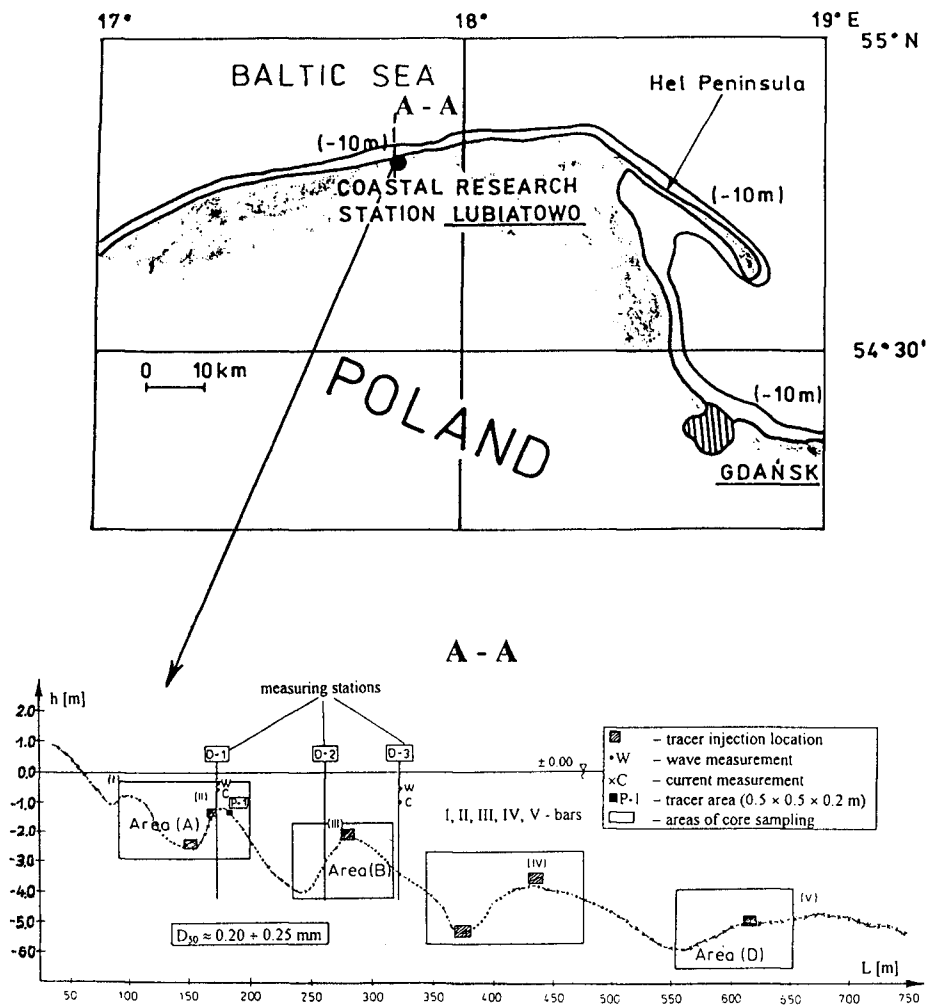 17° 18° 19° E
55° N
BALTIC SEA
Hel Peninsula
A - A
(-10m)
COASTAL RESEARCH
STATION LUBIATOWO
(-10m)
54° 30'
0 10 km
POLAND
(-10m)
GDAŃSK
A - A
h [m]
measuring stations
2.0
1.0
0.0
-1.0
-2.0
-3.0
-4.0
-5.0
-6.0
D-1 D-2 D-3
± 0.00
– tracer injection location
•W – wave measurement
×C – current measurement
P-1 – tracer area (0.5 × 0.5 × 0.2 m)
– areas of core sampling
(I)
(II)
W
C
P-1
W
C
Area (A)
(III)
Area(B)
I, II, III, IV, V - bars
(IV)
(V)
Area (D)
D50 ≈ 0.20 ÷ 0.25 mm
L [m]
50 100 150 200 250 300 350 400 450 500 550 600 650 700 750